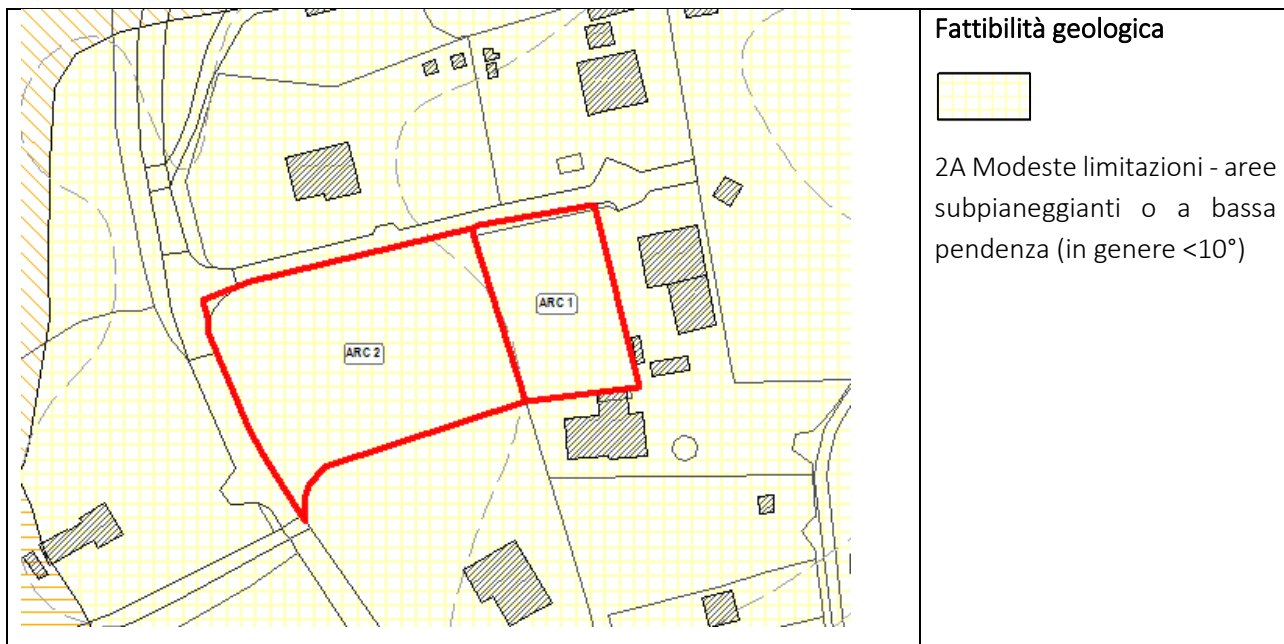 Fattibilità geologica
2A Modeste limitazioni - aree
subpianeggianti o a bassa
pendenza (in genere <10°)
ARC 1
ARC 2